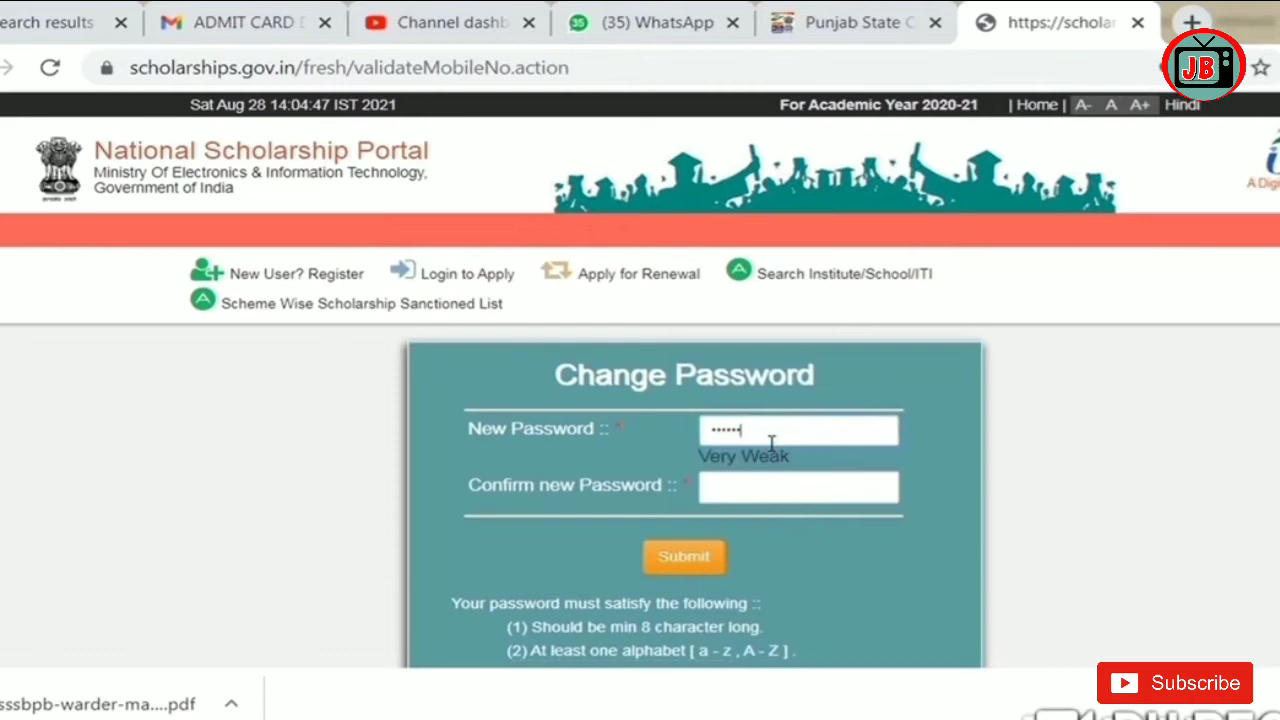 earch results
ADMIT CARD
Channel dashb
(35) WhatsApp
Punjab State C
https://scholar
35
scholarships.gov.in/fresh/validateMobileNo.action
JB
Sat Aug 28 14:04:47 IST 2021
For Academic Year 2020-21 | Home | A- A A+ Hindi
National Scholarship Portal
Ministry Of Electronics & Information Technology,
Government of India
A Digi
New User? Register
Login to Apply
Apply for Renewal
Search Institute/School/ITI
Scheme Wise Scholarship Sanctioned List
Change Password
New Password :: *
••••••
Very Weak
Confirm new Password :: *
Submit
Your password must satisfy the following ::
(1) Should be min 8 character long.
(2) At least one alphabet [ a - z , A - Z ] .
sssbpb-warder-ma....pdf
Subscribe